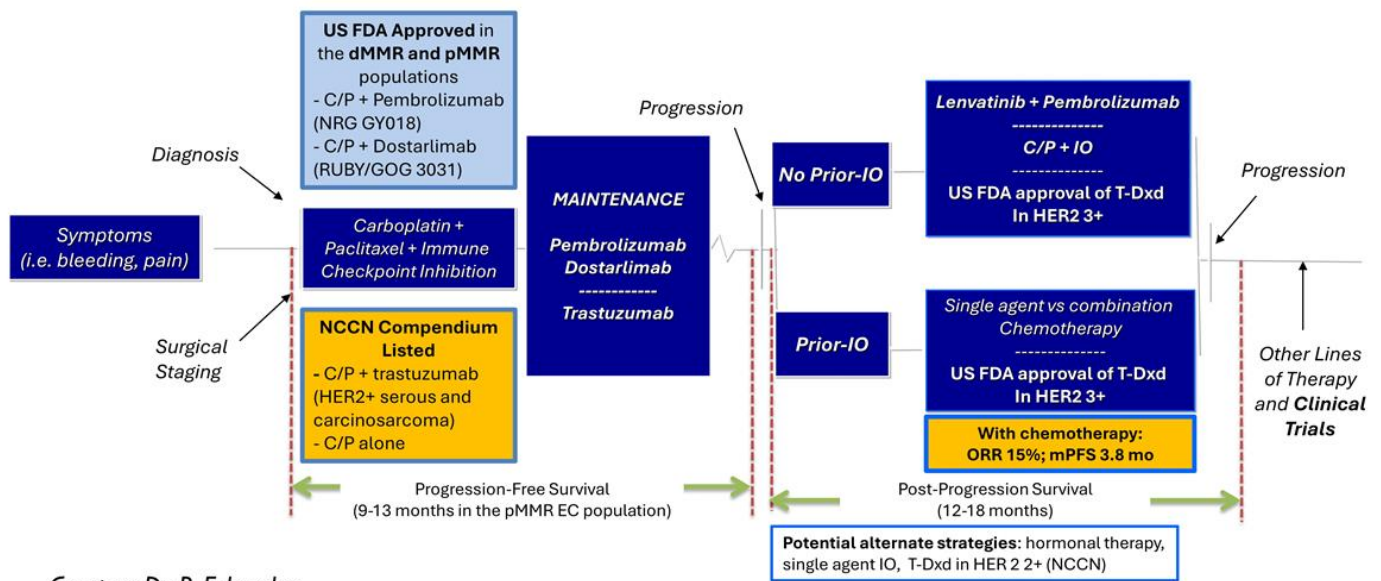 US FDA Approved in
the dMMR and pMMR
populations
- C/P + Pembrolizumab
(NRG GY018)
- C/P + Dostarlimab
(RUBY/GOG 3031)
Diagnosis
Symptoms
(i.e. bleeding, pain)
Carboplatin +
Paclitaxel + Immune
Checkpoint Inhibition
Surgical
Staging
NCCN Compendium
Listed
- C/P + trastuzumab
(HER2+ serous and
carcinosarcoma)
- C/P alone
MAINTENANCE
Pembrolizumab
Dostarlimab
------------
Trastuzumab
Progression
No Prior-IO
Lenvatinib + Pembrolizumab
--------------
C/P + IO
--------------
US FDA approval of T-Dxd
In HER2 3+
Prior-IO
Single agent vs combination
Chemotherapy
--------------
US FDA approval of T-Dxd
In HER2 3+
With chemotherapy:
ORR 15%; mPFS 3.8 mo
Progression
Other Lines
of Therapy
and Clinical
Trials
Progression-Free Survival
(9-13 months in the pMMR EC population)
Post-Progression Survival
(12-18 months)
Potential alternate strategies: hormonal therapy,
single agent IO, T-Dxd in HER 2 2+ (NCCN)